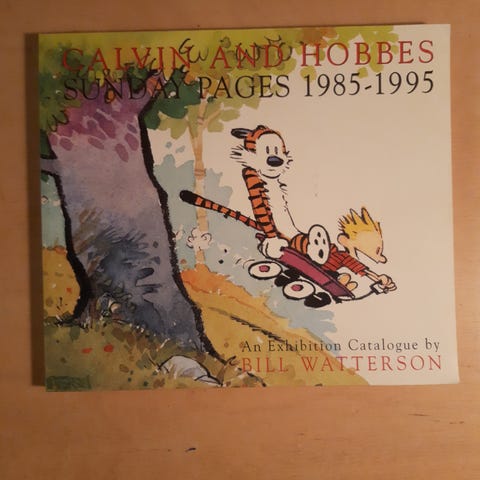 CALVIN AND HOBBES
SUNDAY PAGES 1985-1995
An Exhibition Catalogue by
BILL WATTERSON